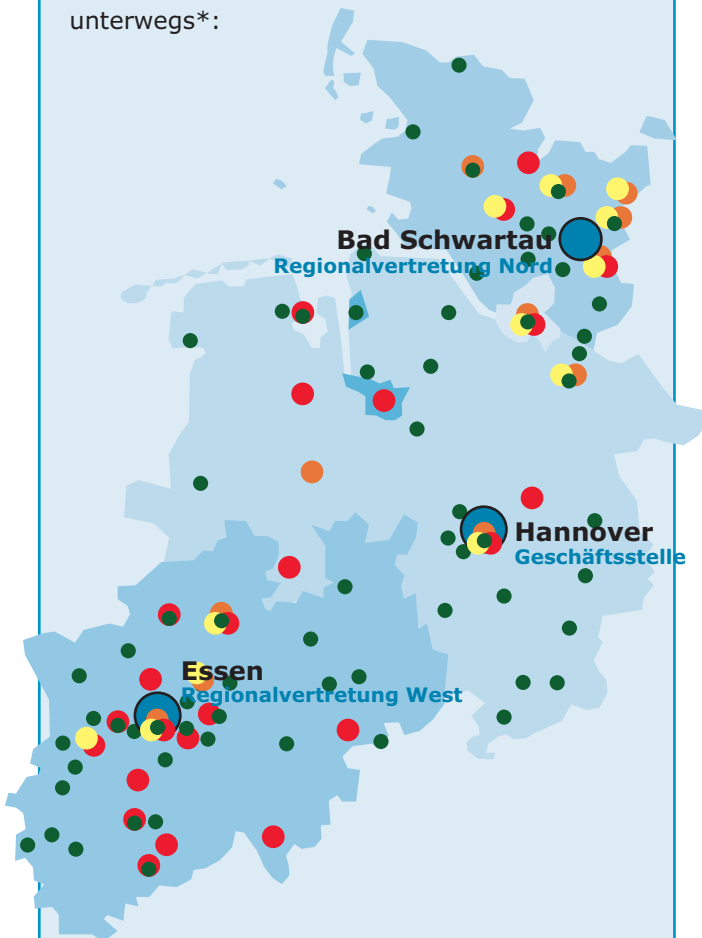 unterwegs*:
Bad Schwartau
Regionalvertretung Nord
Hannover
Geschäftsstelle
Essen
Regionalvertretung West